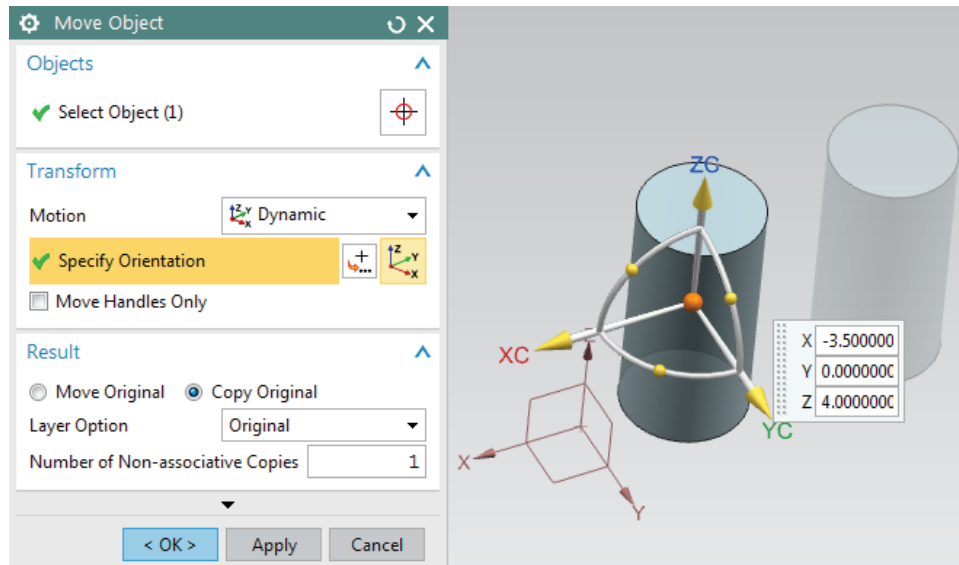 Move Object
Objects
Select Object (1)
Transform
Motion
Dynamic
Specify Orientation
Move Handles Only
Result
Move Original
Copy Original
Layer Option
Original
Number of Non-associative Copies
1
< OK >
Apply
Cancel
ZC
XC
YC
X -3.500000
Y 0.0000000
Z 4.0000000
X
Y